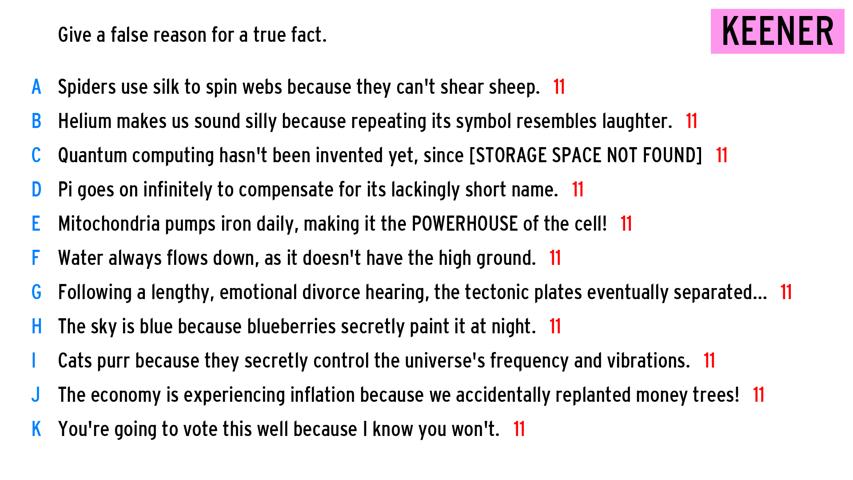 Give a false reason for a true fact.
KEENER
A Spiders use silk to spin webs because they can't shear sheep. 11
B Helium makes us sound silly because repeating its symbol resembles laughter. 11
C Quantum computing hasn't been invented yet, since [STORAGE SPACE NOT FOUND] 11
D Pi goes on infinitely to compensate for its lackingly short name. 11
E Mitochondria pumps iron daily, making it the POWERHOUSE of the cell! 11
F Water always flows down, as it doesn't have the high ground. 11
G Following a lengthy, emotional divorce hearing, the tectonic plates eventually separated... 11
H The sky is blue because blueberries secretly paint it at night. 11
I Cats purr because they secretly control the universe's frequency and vibrations. 11
J The economy is experiencing inflation because we accidentally replanted money trees! 11
K You're going to vote this well because I know you won't. 11